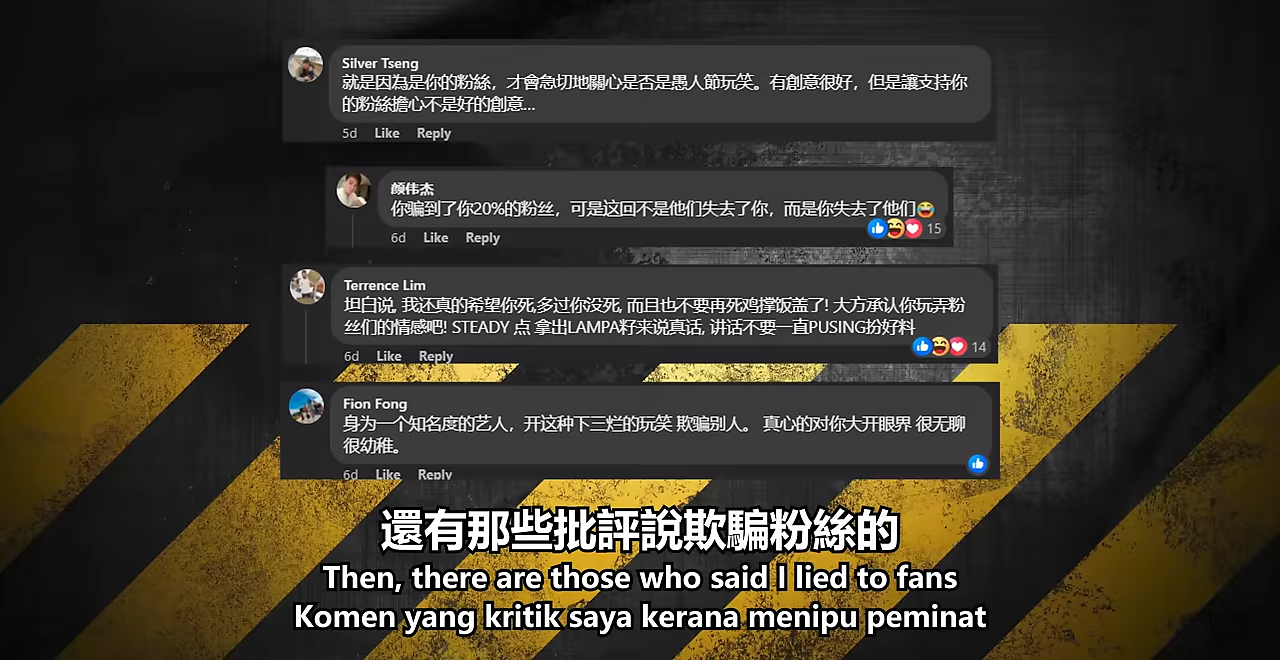 Silver Tseng
就是因為是你的粉絲，才會急切地關心是否是愚人節玩笑。有創意很好，但是讓支持你
的粉絲擔心不是好的創意...
5d Like Reply
颜伟杰
你骗到了你20%的粉丝，可是这回不是他们失去了你，而是你失去了他们😂
15
6d Like Reply
Terrence Lim
坦白说, 我还真的希望你死,多过你没死, 而且也不要再死鸡撑饭盖了! 大方承认你玩弄粉
丝们的情感吧! STEADY 点 拿出LAMPA籽来说真话, 讲话不要一直PUSING扮好料
14
6d Like Reply
Fion Fong
身为一个知名度的艺人，开这种下三烂的玩笑 欺骗别人。 真心的对你大开眼界 很无聊
很幼稚。
6d Like Reply
還有那些批評說欺騙粉絲的
Then, there are those who said I lied to fans
Komen yang kritik saya kerana menipu peminat